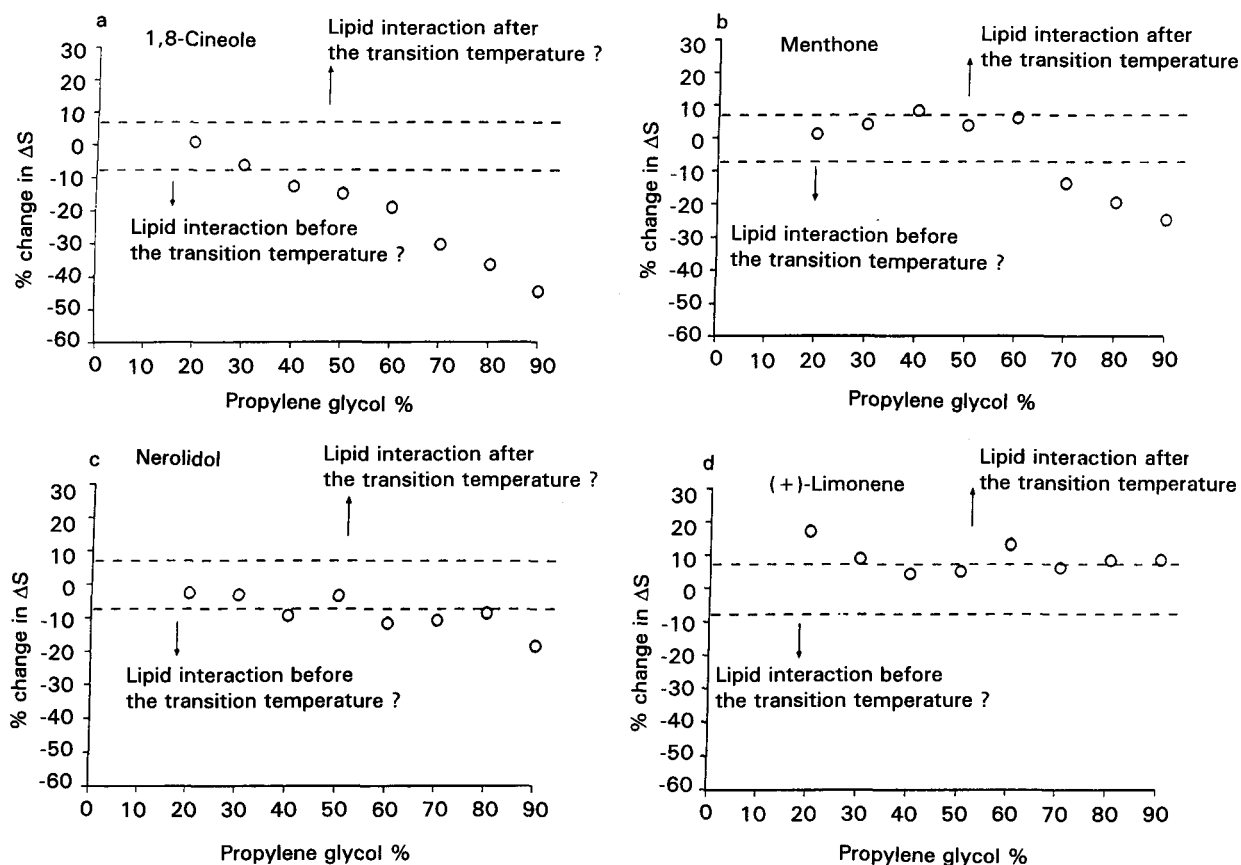 a
1,8-Cineole
Lipid interaction after
the transition temperature ?
30
20
10
0
-10
-20
-30
-40
-50
-60
% change in ΔS
Lipid interaction before
the transition temperature ?
0 10 20 30 40 50 60 70 80 90
Propylene glycol %
b
Menthone
Lipid interaction after
the transition temperature
30
20
10
0
-10
-20
-30
-40
-50
-60
% change in ΔS
Lipid interaction before
the transition temperature ?
0 10 20 30 40 50 60 70 80 90
Propylene glycol %
c
Nerolidol
Lipid interaction after
the transition temperature ?
30
20
10
0
-10
-20
-30
-40
-50
-60
% change in ΔS
Lipid interaction before
the transition temperature ?
0 10 20 30 40 50 60 70 80 90
Propylene glycol %
d
(+)-Limonene
Lipid interaction after
the transition temperature
30
20
10
0
-10
-20
-30
-40
-50
-60
% change in ΔS
Lipid interaction before
the transition temperature ?
0 10 20 30 40 50 60 70 80 90
Propylene glycol %